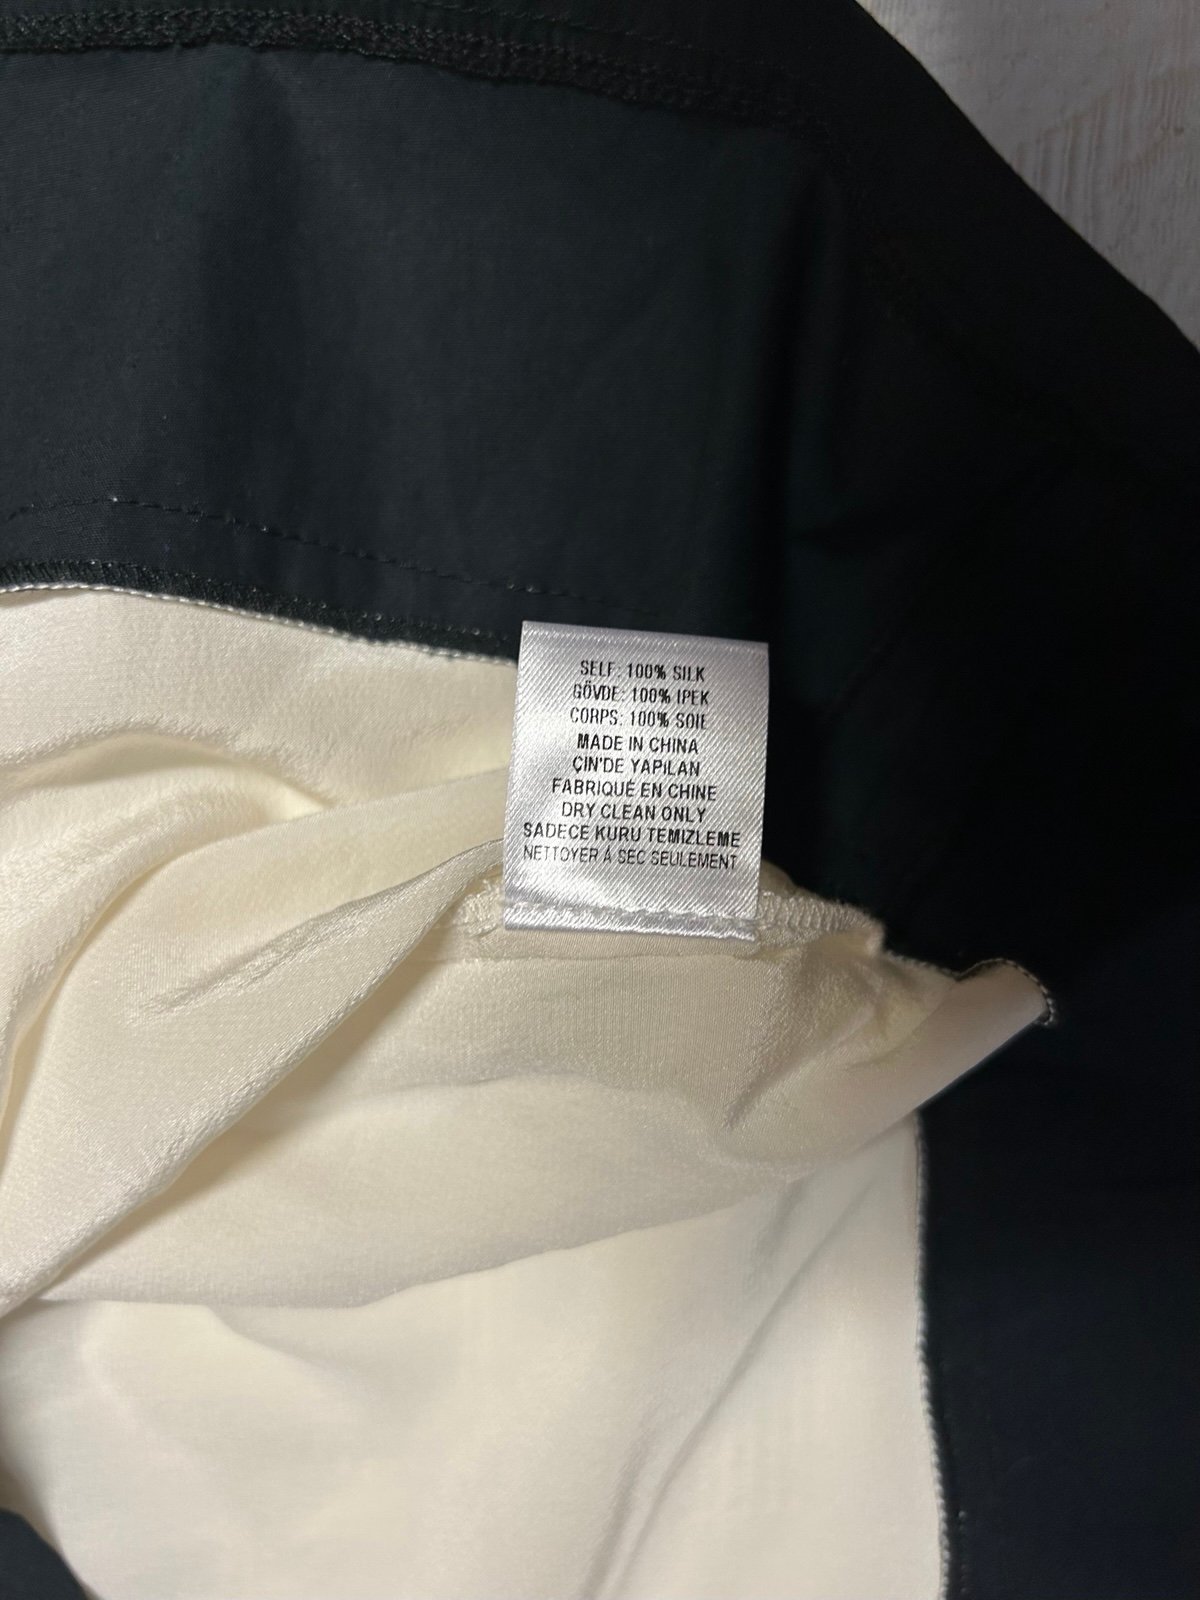 SELF: 100% SILK
GÖVDE: 100% IPEK
CORPS: 100% SOIE
MADE IN CHINA
ÇIN'DE YAPILAN
FABRIQUÉ EN CHINE
DRY CLEAN ONLY
SADECE KURU TEMIZLEME
NETTOYER À SEC SEULEMENT